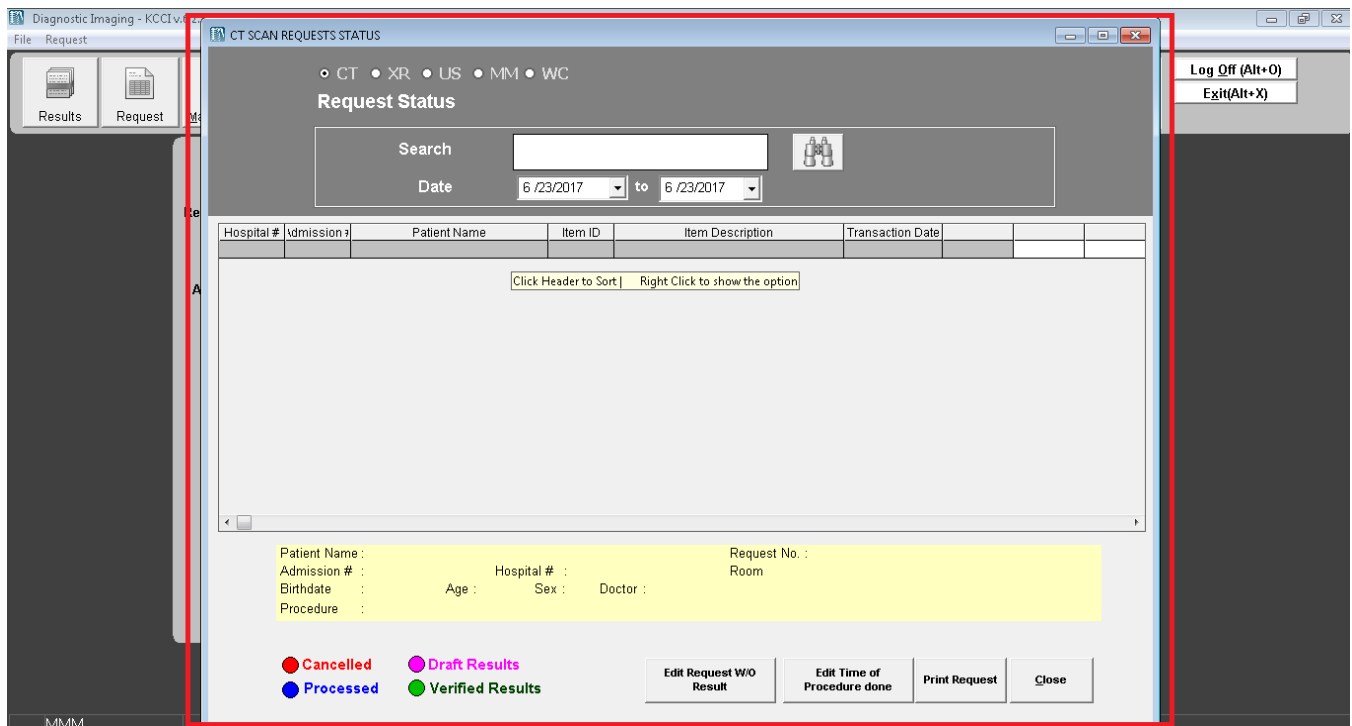 Diagnostic Imaging - KCCI v.6.2.
File Request
CT SCAN REQUESTS STATUS
Results
Request
Log Off (Alt+O)
Exit(Alt+X)
CT XR US MM WC
Request Status
Search
Date 6 /23/2017 to 6 /23/2017
Hospital # Admission # Patient Name Item ID Item Description Transaction Date
Click Header to Sort | Right Click to show the option
Patient Name : Request No. :
Admission # : Hospital # : Room
Birthdate : Age : Sex : Doctor :
Procedure :
Cancelled Draft Results
Processed Verified Results
Edit Request W/O
Result
Edit Time of
Procedure done
Print Request
Close
MMM